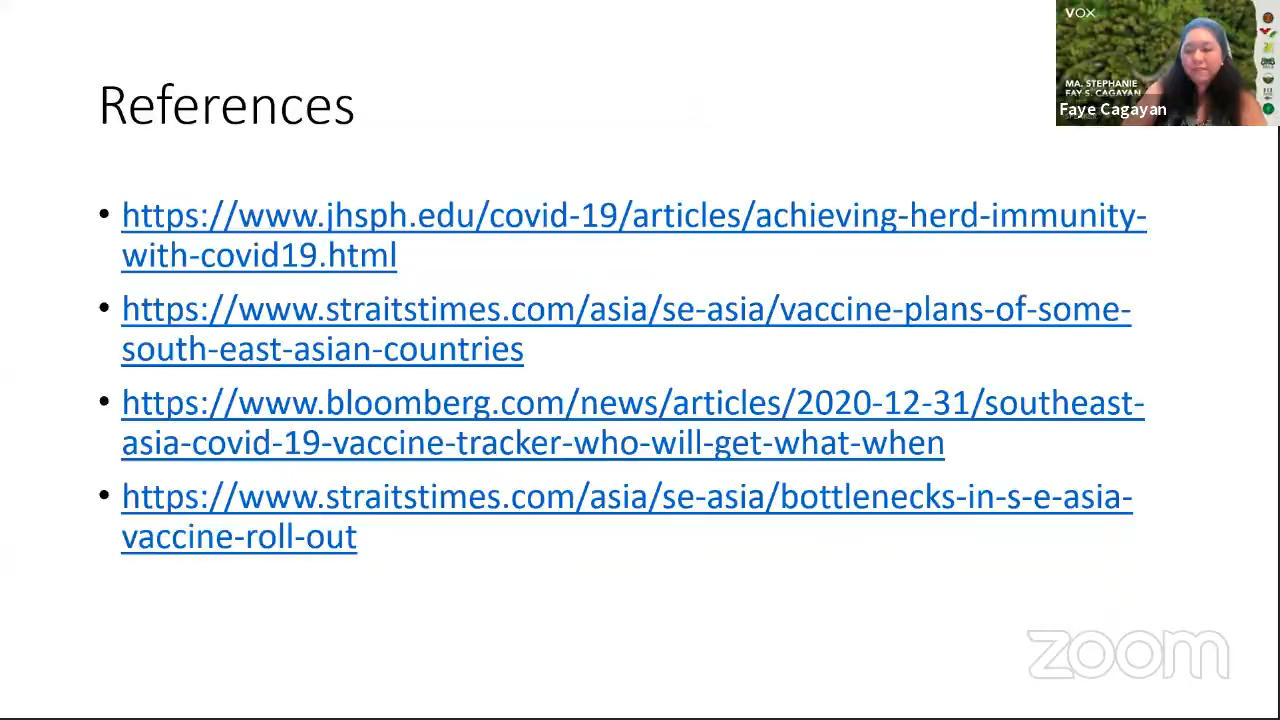 VOX
MA. STEPHANIE
FAY S. CAGAYAN
Faye Cagayan
References
• https://www.jhsph.edu/covid-19/articles/achieving-herd-immunity-
with-covid19.html
• https://www.straitstimes.com/asia/se-asia/vaccine-plans-of-some-
south-east-asian-countries
• https://www.bloomberg.com/news/articles/2020-12-31/southeast-
asia-covid-19-vaccine-tracker-who-will-get-what-when
• https://www.straitstimes.com/asia/se-asia/bottlenecks-in-s-e-asia-
vaccine-roll-out
zoom